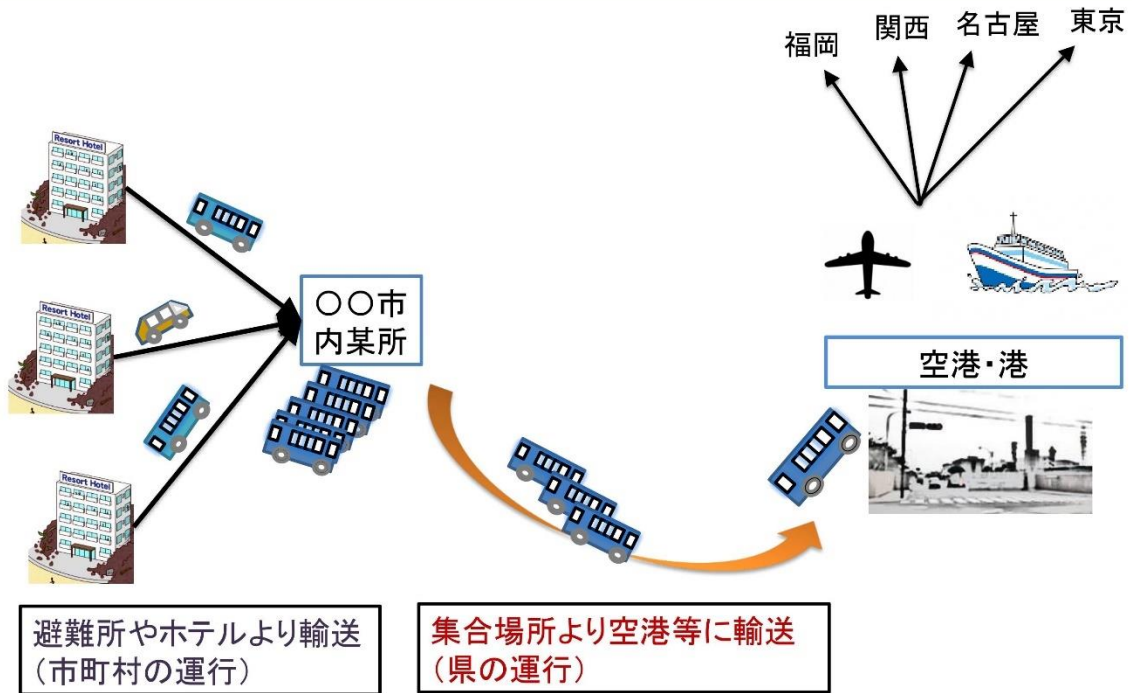 福岡
関西
名古屋
東京
Resort Hotel
Resort Hotel
Resort Hotel
〇〇市
内某所
空港・港
避難所やホテルより輸送
(市町村の運行)
集合場所より空港等に輸送
(県の運行)